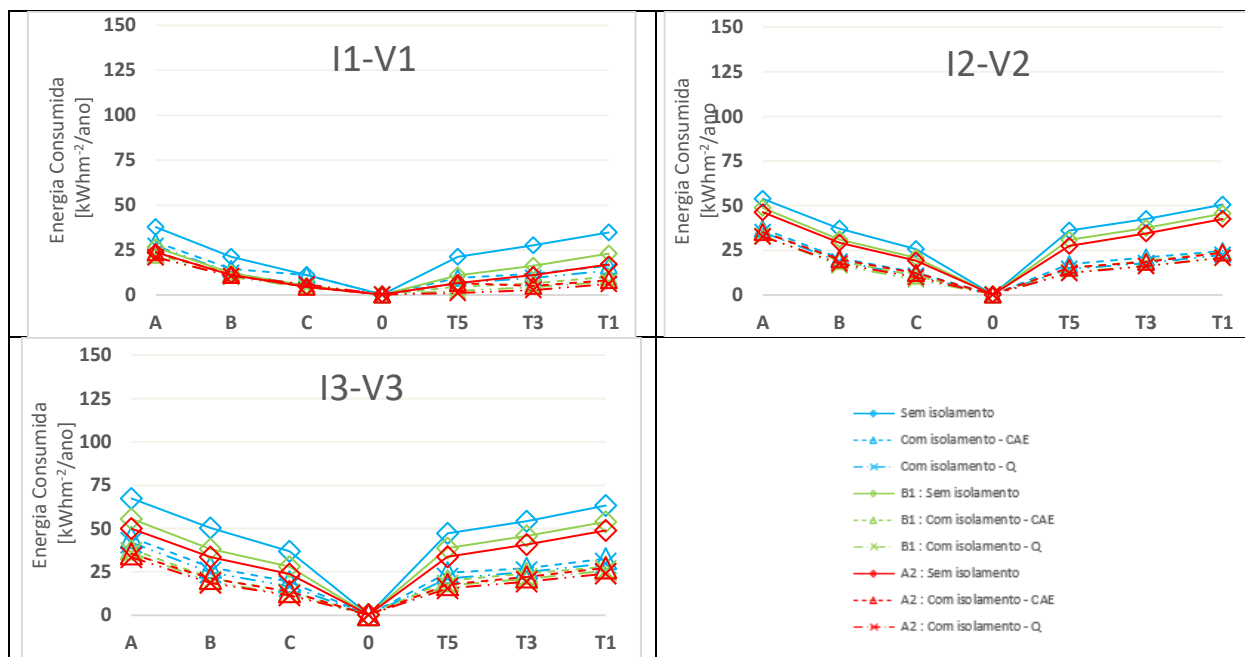 I1-V1
Energia Consumida
[kWhm⁻²/ano]
150
125
100
75
50
25
0
A B C 0 T5 T3 T1
I2-V2
Energia Consumida
[kWhm⁻²/ano
150
125
100
75
50
25
0
A B C 0 T5 T3 T1
I3-V3
Energia Consumida
[kWhm⁻²/ano]
150
125
100
75
50
25
0
A B C 0 T5 T3 T1
Sem isolamento
Com isolamento - CAE
Com isolamento - Q
B1 : Sem isolamento
B1 : Com isolamento - CAE
B1 : Com isolamento - Q
A2 : Sem isolamento
A2 : Com isolamento - CAE
A2 : Com isolamento - Q